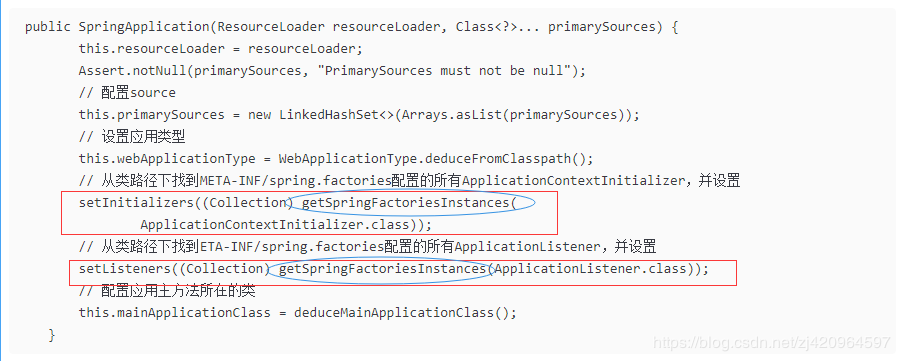 public SpringApplication(ResourceLoader resourceLoader, Class<?>... primarySources) {
this.resourceLoader = resourceLoader;
Assert.notNull(primarySources, "PrimarySources must not be null");
// 配置source
this.primarySources = new LinkedHashSet<>(Arrays.asList(primarySources));
// 设置应用类型
this.webApplicationType = WebApplicationType.deduceFromClasspath();
// 从类路径下找到META-INF/spring.factories配置的所有ApplicationContextInitializer，并设置
setInitializers((Collection) getSpringFactoriesInstances(
ApplicationContextInitializer.class));
// 从类路径下找到ETA-INF/spring.factories配置的所有ApplicationListener，并设置
setListeners((Collection) getSpringFactoriesInstances(ApplicationListener.class));
// 配置应用主方法所在的类
this.mainApplicationClass = deduceMainApplicationClass();
}
https://blog.csdn.net/zj420964597